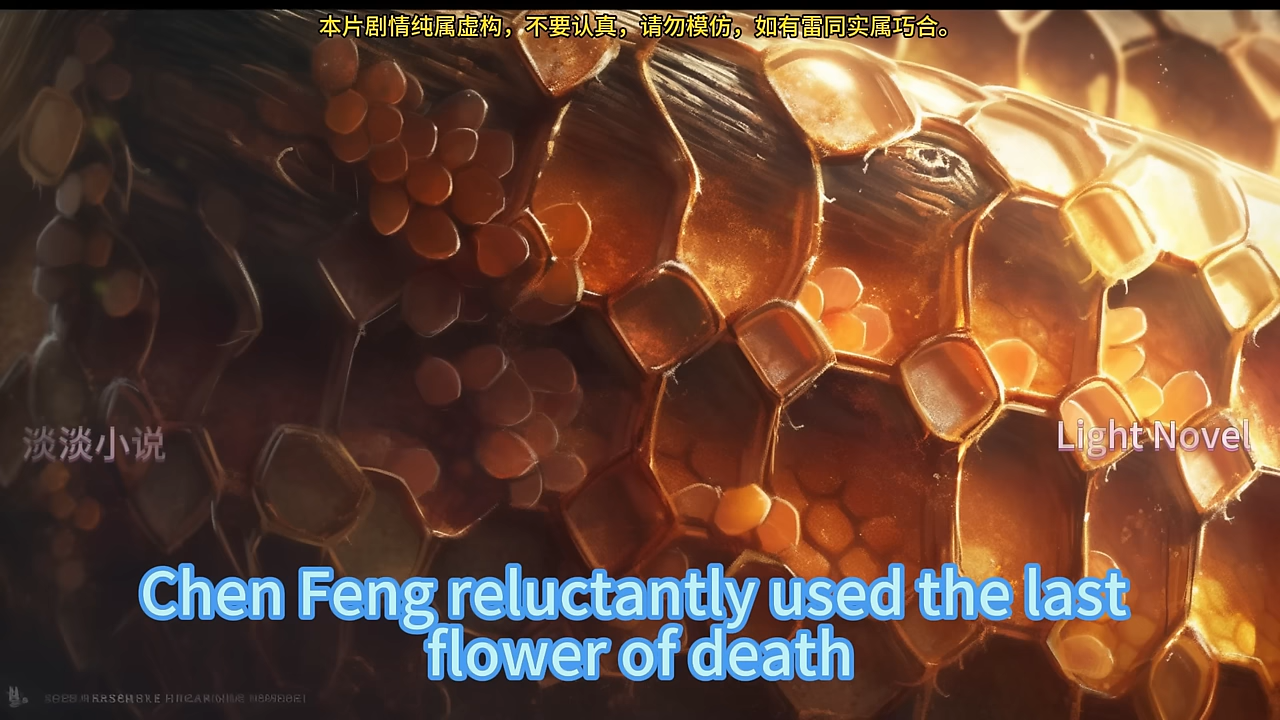 本片剧情纯属虚构，不要认真，请勿模仿，如有雷同实属巧合。
淡淡小说
Light Novel
Chen Feng reluctantly used the last
flower of death